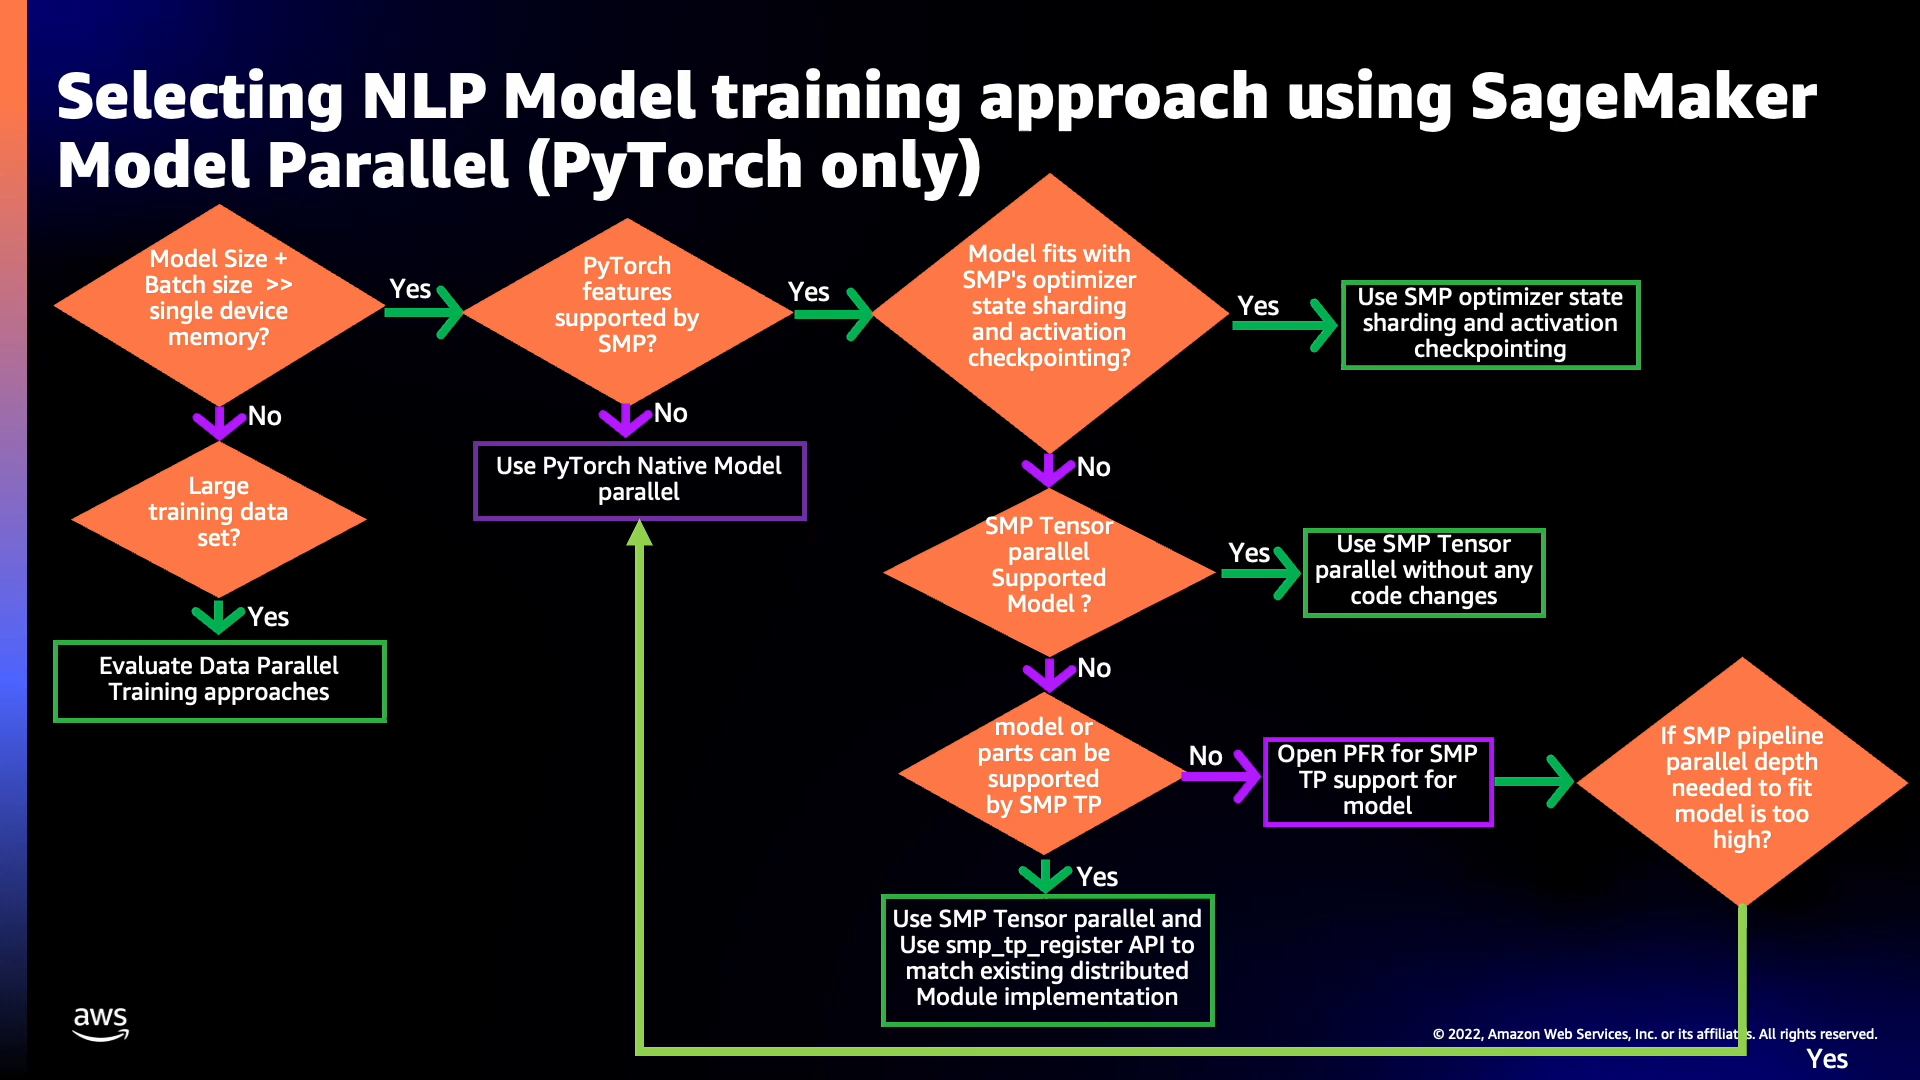 Selecting NLP Model training approach using SageMaker
Model Parallel (PyTorch only)
Model Size +
Batch size >>
single device
memory?
Yes
No
Large
training data
set?
Yes
Evaluate Data Parallel
Training approaches
PyTorch
features
supported by
SMP?
Yes
No
Use PyTorch Native Model
parallel
Model fits with
SMP's optimizer
state sharding
and activation
checkpointing?
Yes
Use SMP optimizer state
sharding and activation
checkpointing
No
SMP Tensor
parallel
Supported
Model ?
Yes
Use SMP Tensor
parallel without any
code changes
No
model or
parts can be
supported
by SMP TP
No
Open PFR for SMP
TP support for
model
If SMP pipeline
parallel depth
needed to fit
model is too
high?
Yes
Use SMP Tensor parallel and
Use smp_tp_register API to
match existing distributed
Module implementation
aws
© 2022, Amazon Web Services, Inc. or its affiliates. All rights reserved.
Yes